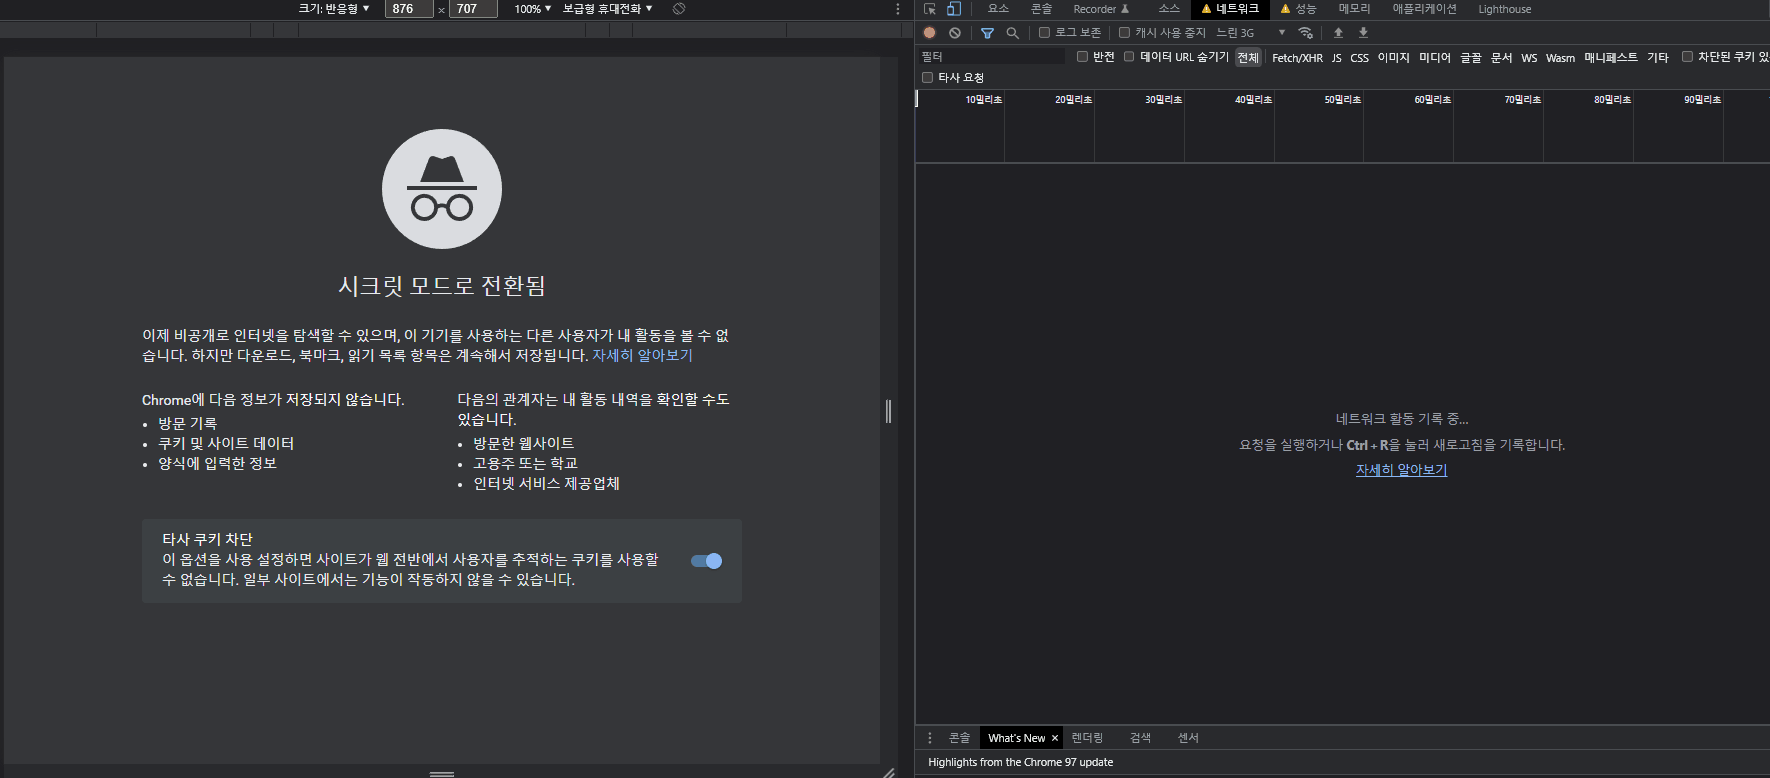 크기: 반응형 ▼ 876 × 707 100% ▼ 보급형 휴대전화 ▼
시크릿 모드로 전환됨
이제 비공개로 인터넷을 탐색할 수 있으며, 이 기기를 사용하는 다른 사용자가 내 활동을 볼 수 없
습니다. 하지만 다운로드, 북마크, 읽기 목록 항목은 계속해서 저장됩니다. 자세히 알아보기
Chrome에 다음 정보가 저장되지 않습니다.
• 방문 기록
• 쿠키 및 사이트 데이터
• 양식에 입력한 정보
다음의 관계자는 내 활동 내역을 확인할 수도
있습니다.
• 방문한 웹사이트
• 고용주 또는 학교
• 인터넷 서비스 제공업체
타사 쿠키 차단
이 옵션을 사용 설정하면 사이트가 웹 전반에서 사용자를 추적하는 쿠키를 사용할
수 없습니다. 일부 사이트에서는 기능이 작동하지 않을 수 있습니다.
요소 콘솔 Recorder 소스 네트워크 성능 메모리 애플리케이션 Lighthouse
로그 보존 캐시 사용 중지 느린 3G ▼
필터 반전 데이터 URL 숨기기 전체 Fetch/XHR JS CSS 이미지 미디어 글꼴 문서 WS Wasm 매니페스트 기타 차단된 쿠키 있
타사 요청
10밀리초 20밀리초 30밀리초 40밀리초 50밀리초 60밀리초 70밀리초 80밀리초 90밀리초
네트워크 활동 기록 중...
요청을 실행하거나 Ctrl + R을 눌러 새로고침을 기록합니다.
자세히 알아보기
콘솔 What's New × 렌더링 검색 센서
Highlights from the Chrome 97 update